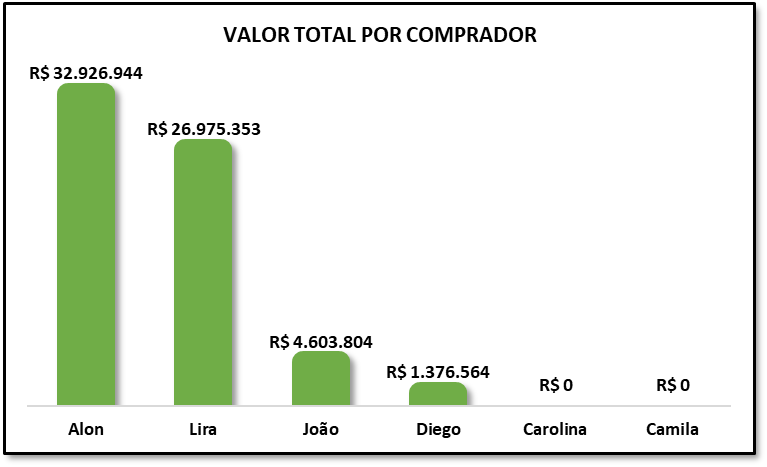 VALOR TOTAL POR COMPRADOR
R$ 32.926.944
R$ 26.975.353
R$ 4.603.804
R$ 1.376.564
R$ 0
R$ 0
Alon
Lira
João
Diego
Carolina
Camila